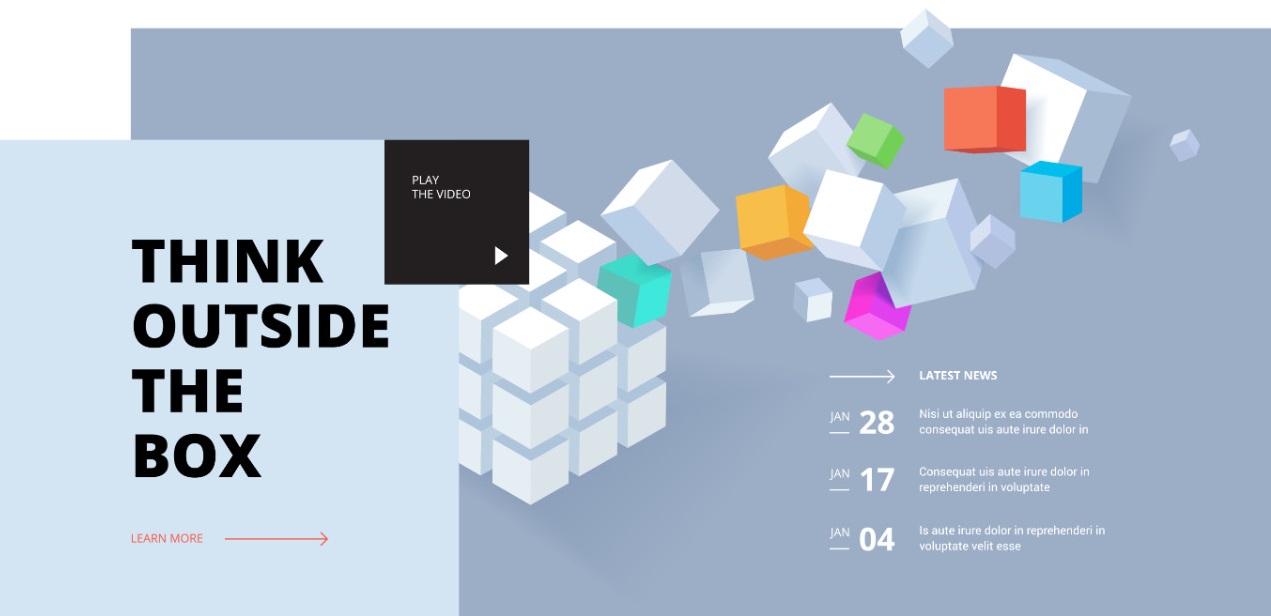 PLAY
THE VIDEO
THINK
OUTSIDE
THE
BOX
LEARN MORE
LATEST NEWS
JAN 28
Nisi ut aliquip ex ea commodo
consequat uis aute irure dolor in
JAN 17
Consequat uis aute irure dolor in
reprehenderi in voluptate
JAN 04
Is aute irure dolor in reprehenderi in
voluptate velit esse